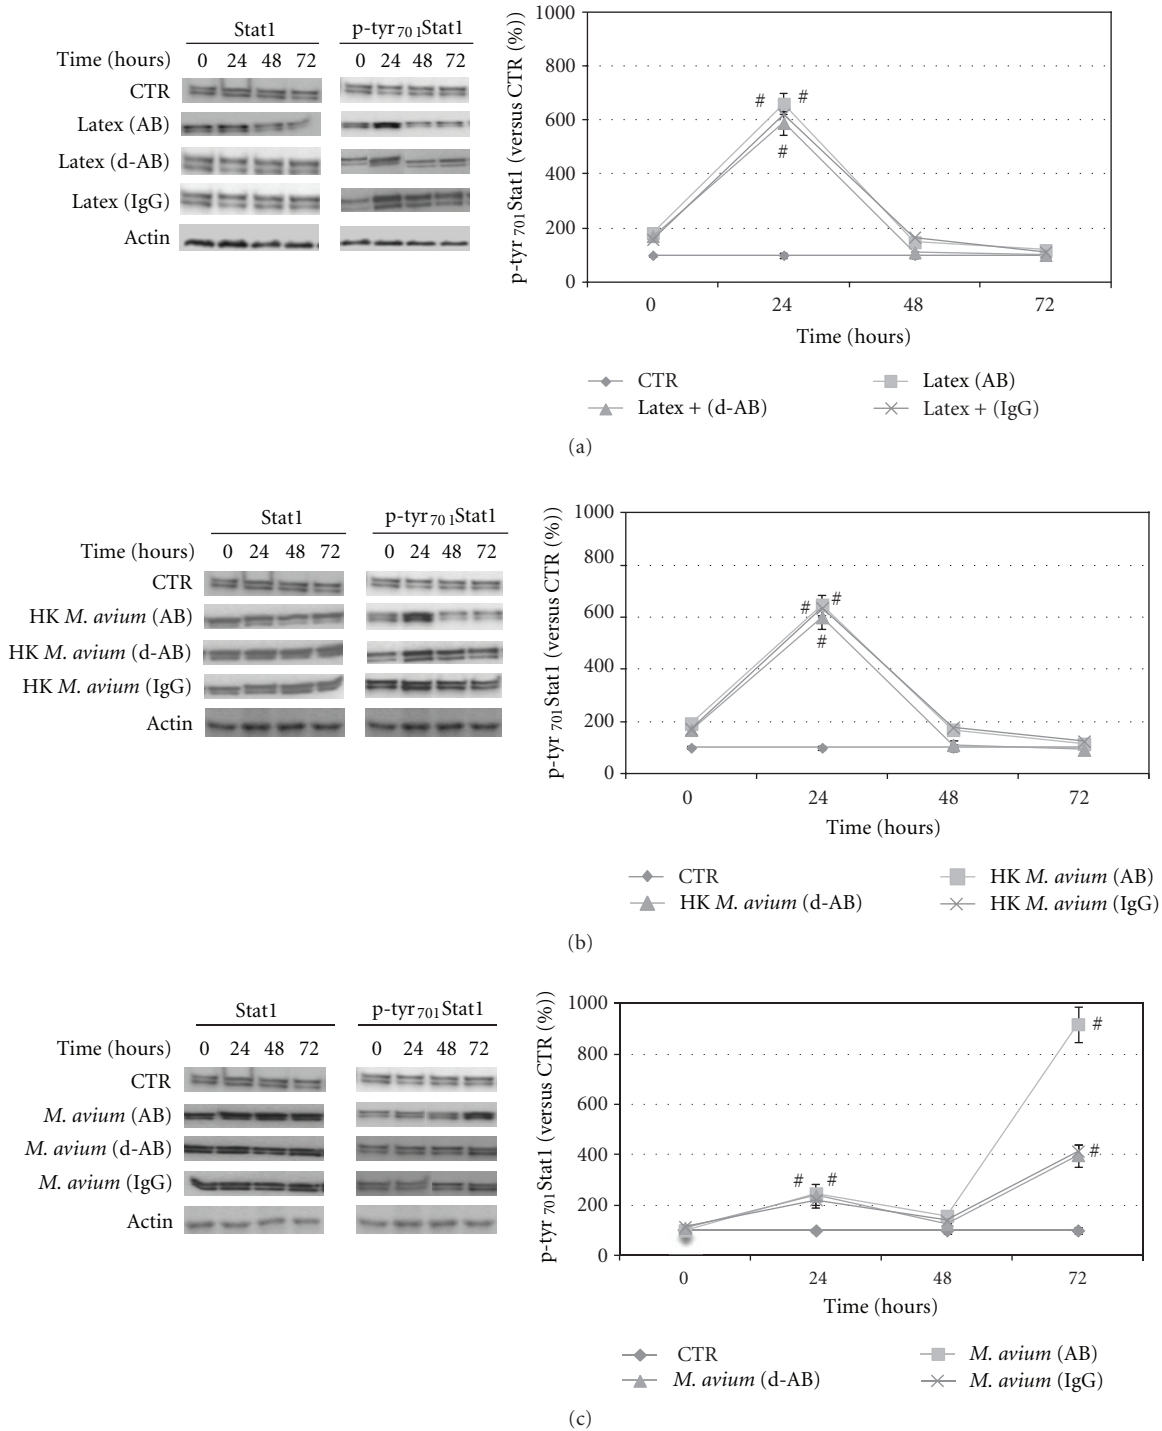 Stat1 p-tyr701Stat1
Time (hours) 0 24 48 72 0 24 48 72
CTR
Latex (AB)
Latex (d-AB)
Latex (IgG)
Actin
p-tyr 701Stat1 (versus CTR (%))
1000
800
600
400
200
0
# #
#
0 24 48 72
Time (hours)
CTR Latex (AB)
Latex + (d-AB) Latex + (IgG)
(a)
Stat1 p-tyr701Stat1
Time (hours) 0 24 48 72 0 24 48 72
CTR
HK M. avium (AB)
HK M. avium (d-AB)
HK M. avium (IgG)
Actin
p-tyr 701Stat1 (versus CTR (%))
1000
800
600
400
200
0
# #
#
0 24 48 72
Time (hours)
CTR HK M. avium (AB)
HK M. avium (d-AB) HK M. avium (IgG)
(b)
Stat1 p-tyr701Stat1
Time (hours) 0 24 48 72 0 24 48 72
CTR
M. avium (AB)
M. avium (d-AB)
M. avium (IgG)
Actin
p-tyr 701Stat1 (versus CTR (%))
1000
800
600
400
200
0
#
#
# #
0 24 48 72
Time (hours)
CTR M. avium (AB)
M. avium (d-AB) M. avium (IgG)
(c)